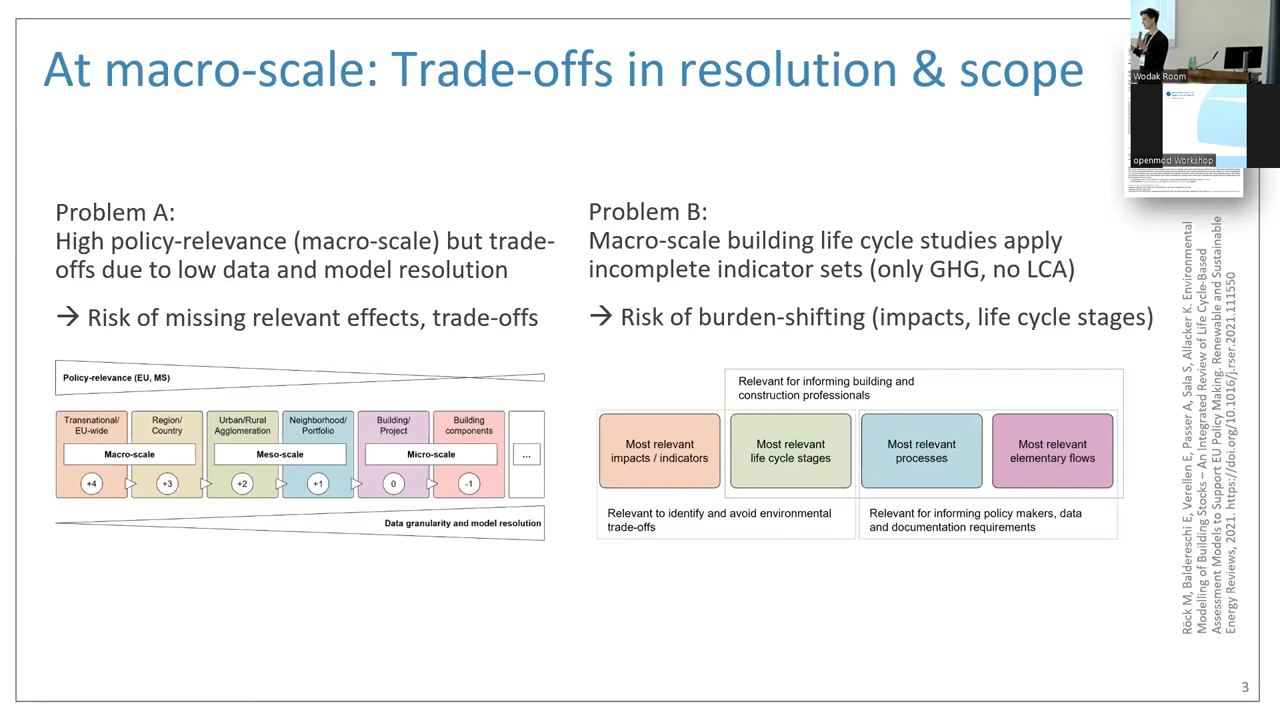 At macro-scale: Trade-offs in resolution & scope
Wodak Room
openmod Workshop
Problem A:
High policy-relevance (macro-scale) but trade-
offs due to low data and model resolution
→ Risk of missing relevant effects, trade-offs
Policy-relevance (EU, MS)
Transnational/
EU-wide
Region/
Country
Urban/Rural
Agglomeration
Neighborhood/
Portfolio
Building/
Project
Building
components
Macro-scale
Meso-scale
Micro-scale
...
+4
+3
+2
+1
0
-1
Data granularity and model resolution
Problem B:
Macro-scale building life cycle studies apply
incomplete indicator sets (only GHG, no LCA)
→ Risk of burden-shifting (impacts, life cycle stages)
Relevant for informing building and
construction professionals
Most relevant
impacts / indicators
Most relevant
life cycle stages
Most relevant
processes
Most relevant
elementary flows
Relevant to identify and avoid environmental
trade-offs
Relevant for informing policy makers, data
and documentation requirements
Röck M, Baldereschi E, Verellen E, Passer A, Sala S, Allacker K. Environmental
Modelling of Building Stocks – An Integrated Review of Life Cycle-Based
Assessment Models to Support EU Policy Making. Renewable and Sustainable
Energy Reviews, 2021. https://doi.org/10.1016/j.rser.2021.111550
3